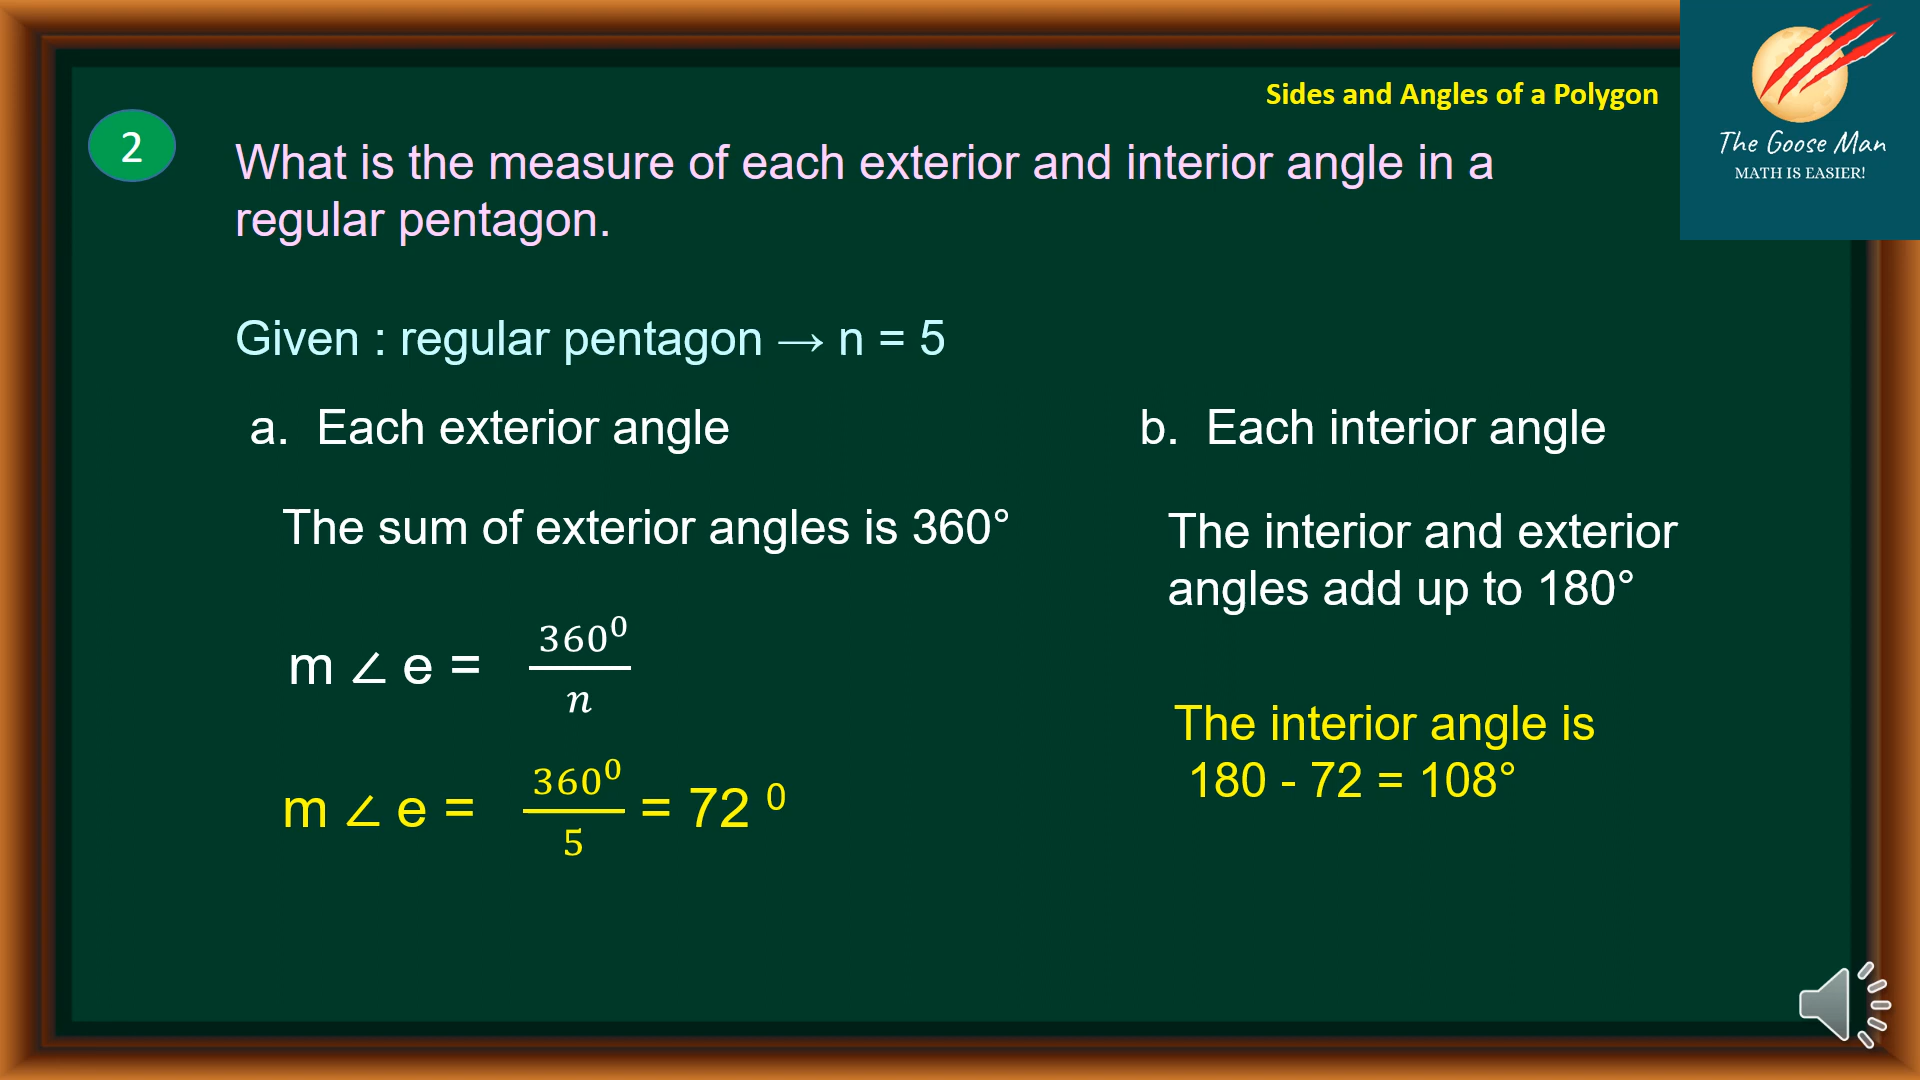 Sides and Angles of a Polygon
The Goose Man
MATH IS EASIER!
2
What is the measure of each exterior and interior angle in a
regular pentagon.
Given : regular pentagon → n = 5
a. Each exterior angle
The sum of exterior angles is 360°
m ∠ e = 360⁰/n
m ∠ e = 360⁰/5 = 72 ⁰
b. Each interior angle
The interior and exterior
angles add up to 180°
The interior angle is
180 - 72 = 108°